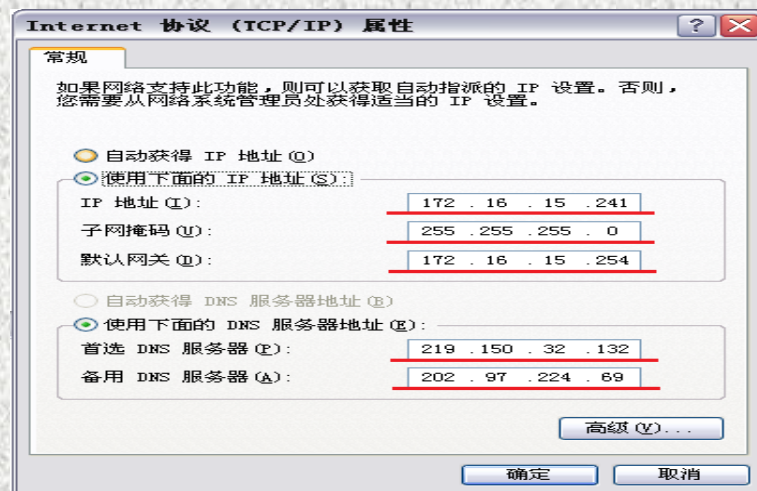 Internet 协议 (TCP/IP) 属性
常规
如果网络支持此功能,则可以获取自动指派的 IP 设置。否则,
您需要从网络系统管理员处获得适当的 IP 设置。
自动获得 IP 地址(O)
使用下面的 IP 地址(S):
IP 地址(I): 172 . 16 . 15 .241
子网掩码(U): 255 .255 .255 . 0
默认网关(D): 172 . 16 . 15 .254
自动获得 DNS 服务器地址(B)
使用下面的 DNS 服务器地址(E):
首选 DNS 服务器(P): 219 .150 . 32 .132
备用 DNS 服务器(A): 202 . 97 .224 . 69
高级(V)...
确定 取消